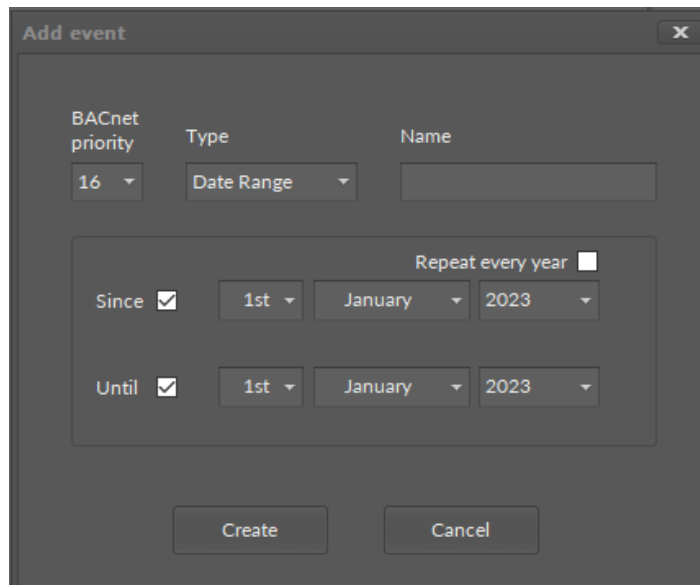 Add event
BACnet
priority
Type
Name
16
Date Range
Repeat every year
Since
1st
January
2023
Until
1st
January
2023
Create
Cancel